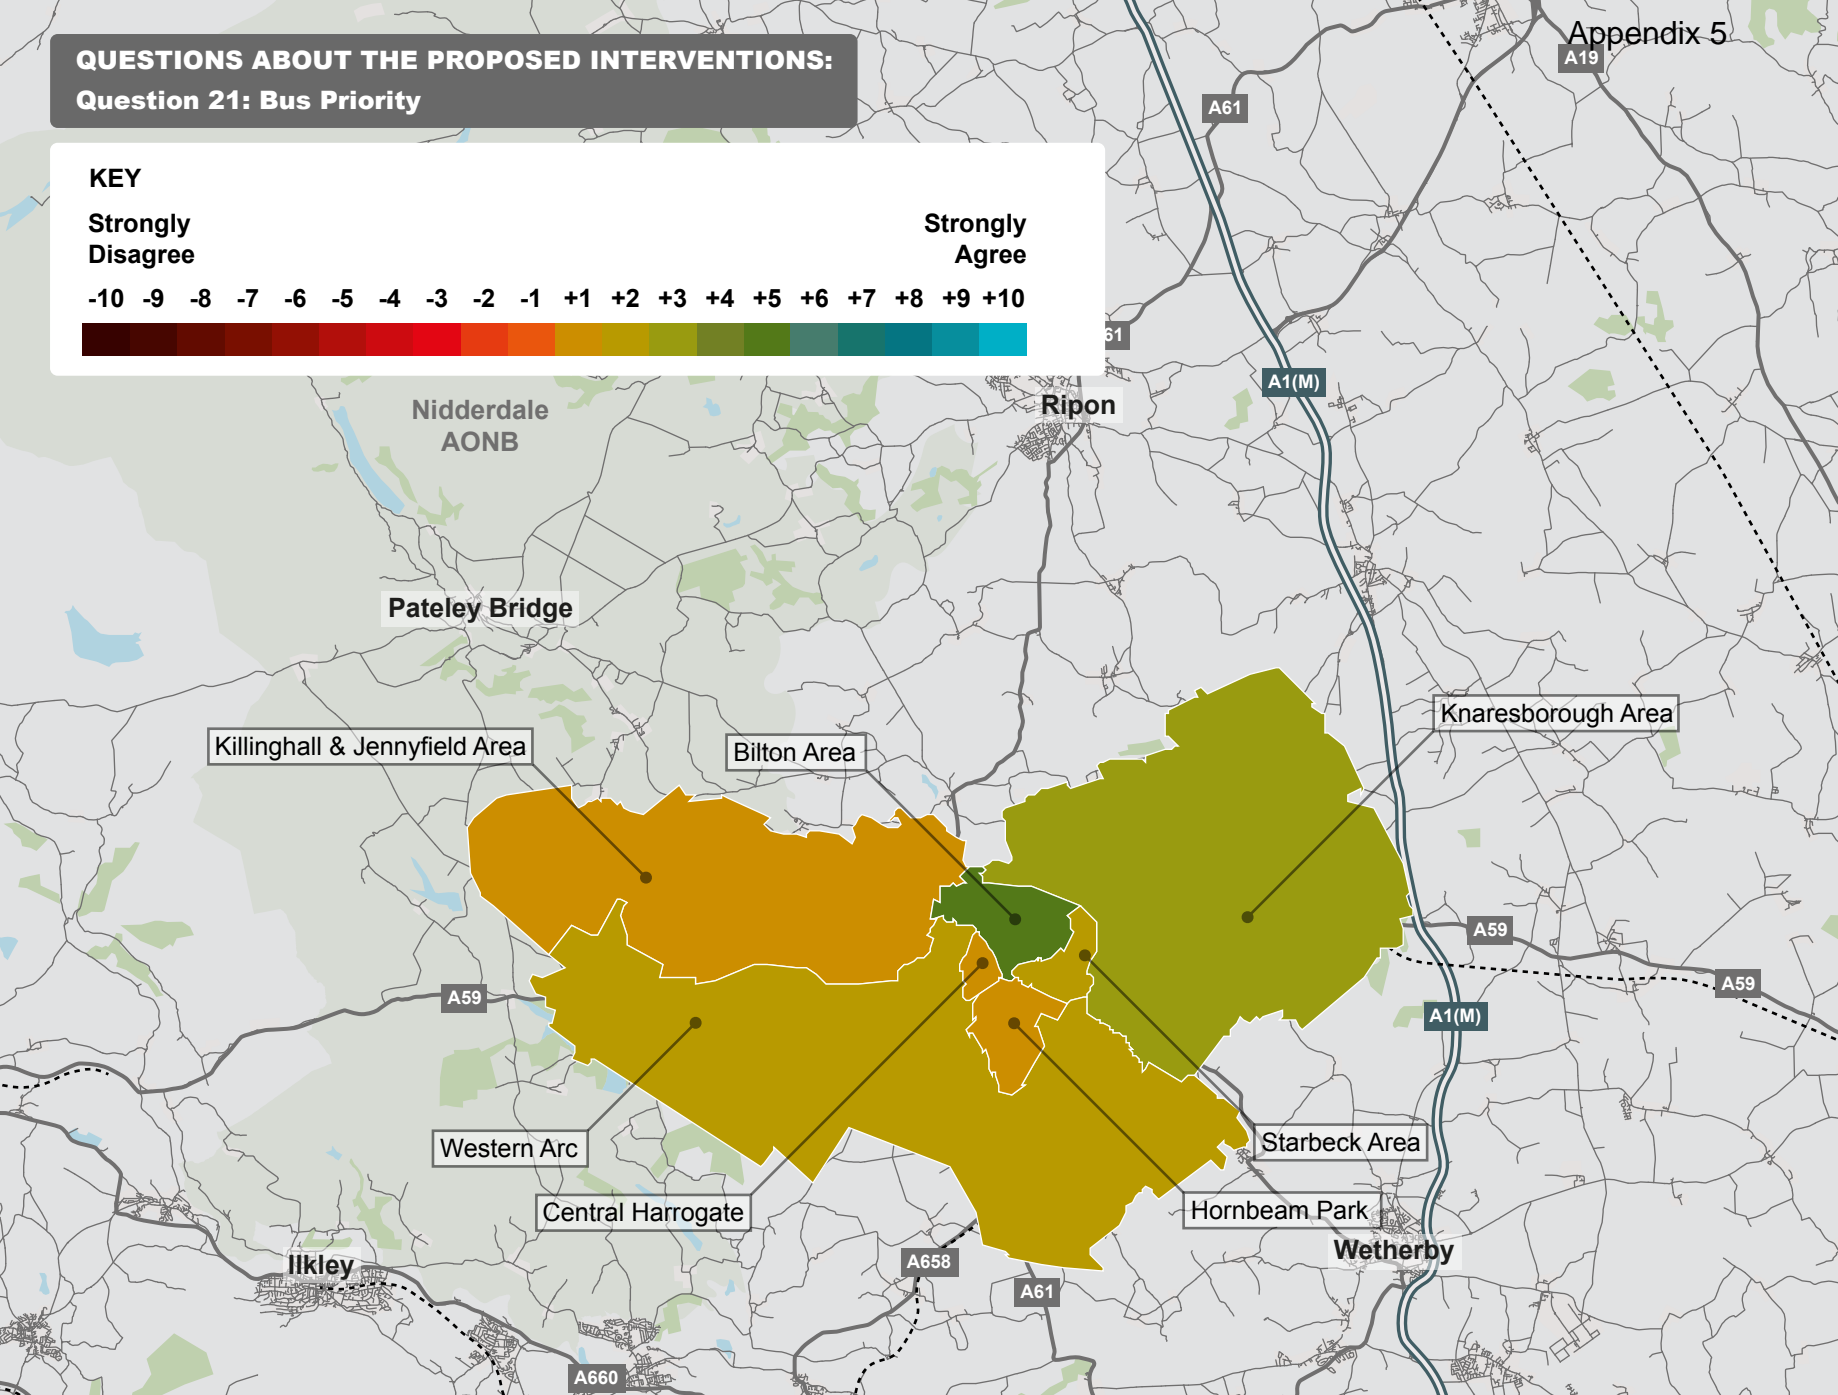 Appendix 5
QUESTIONS ABOUT THE PROPOSED INTERVENTIONS:
Question 21: Bus Priority
KEY
Strongly
Disagree
Strongly
Agree
-10 -9 -8 -7 -6 -5 -4 -3 -2 -1 +1 +2 +3 +4 +5 +6 +7 +8 +9 +10
A19
A61
61
A1(M)
Nidderdale
AONB
Ripon
Pateley Bridge
Knaresborough Area
Killinghall & Jennyfield Area
Bilton Area
A59
A59
A59
A1(M)
Western Arc
Starbeck Area
Central Harrogate
Hornbeam Park
Wetherby
Ilkley
A658
A61
A660